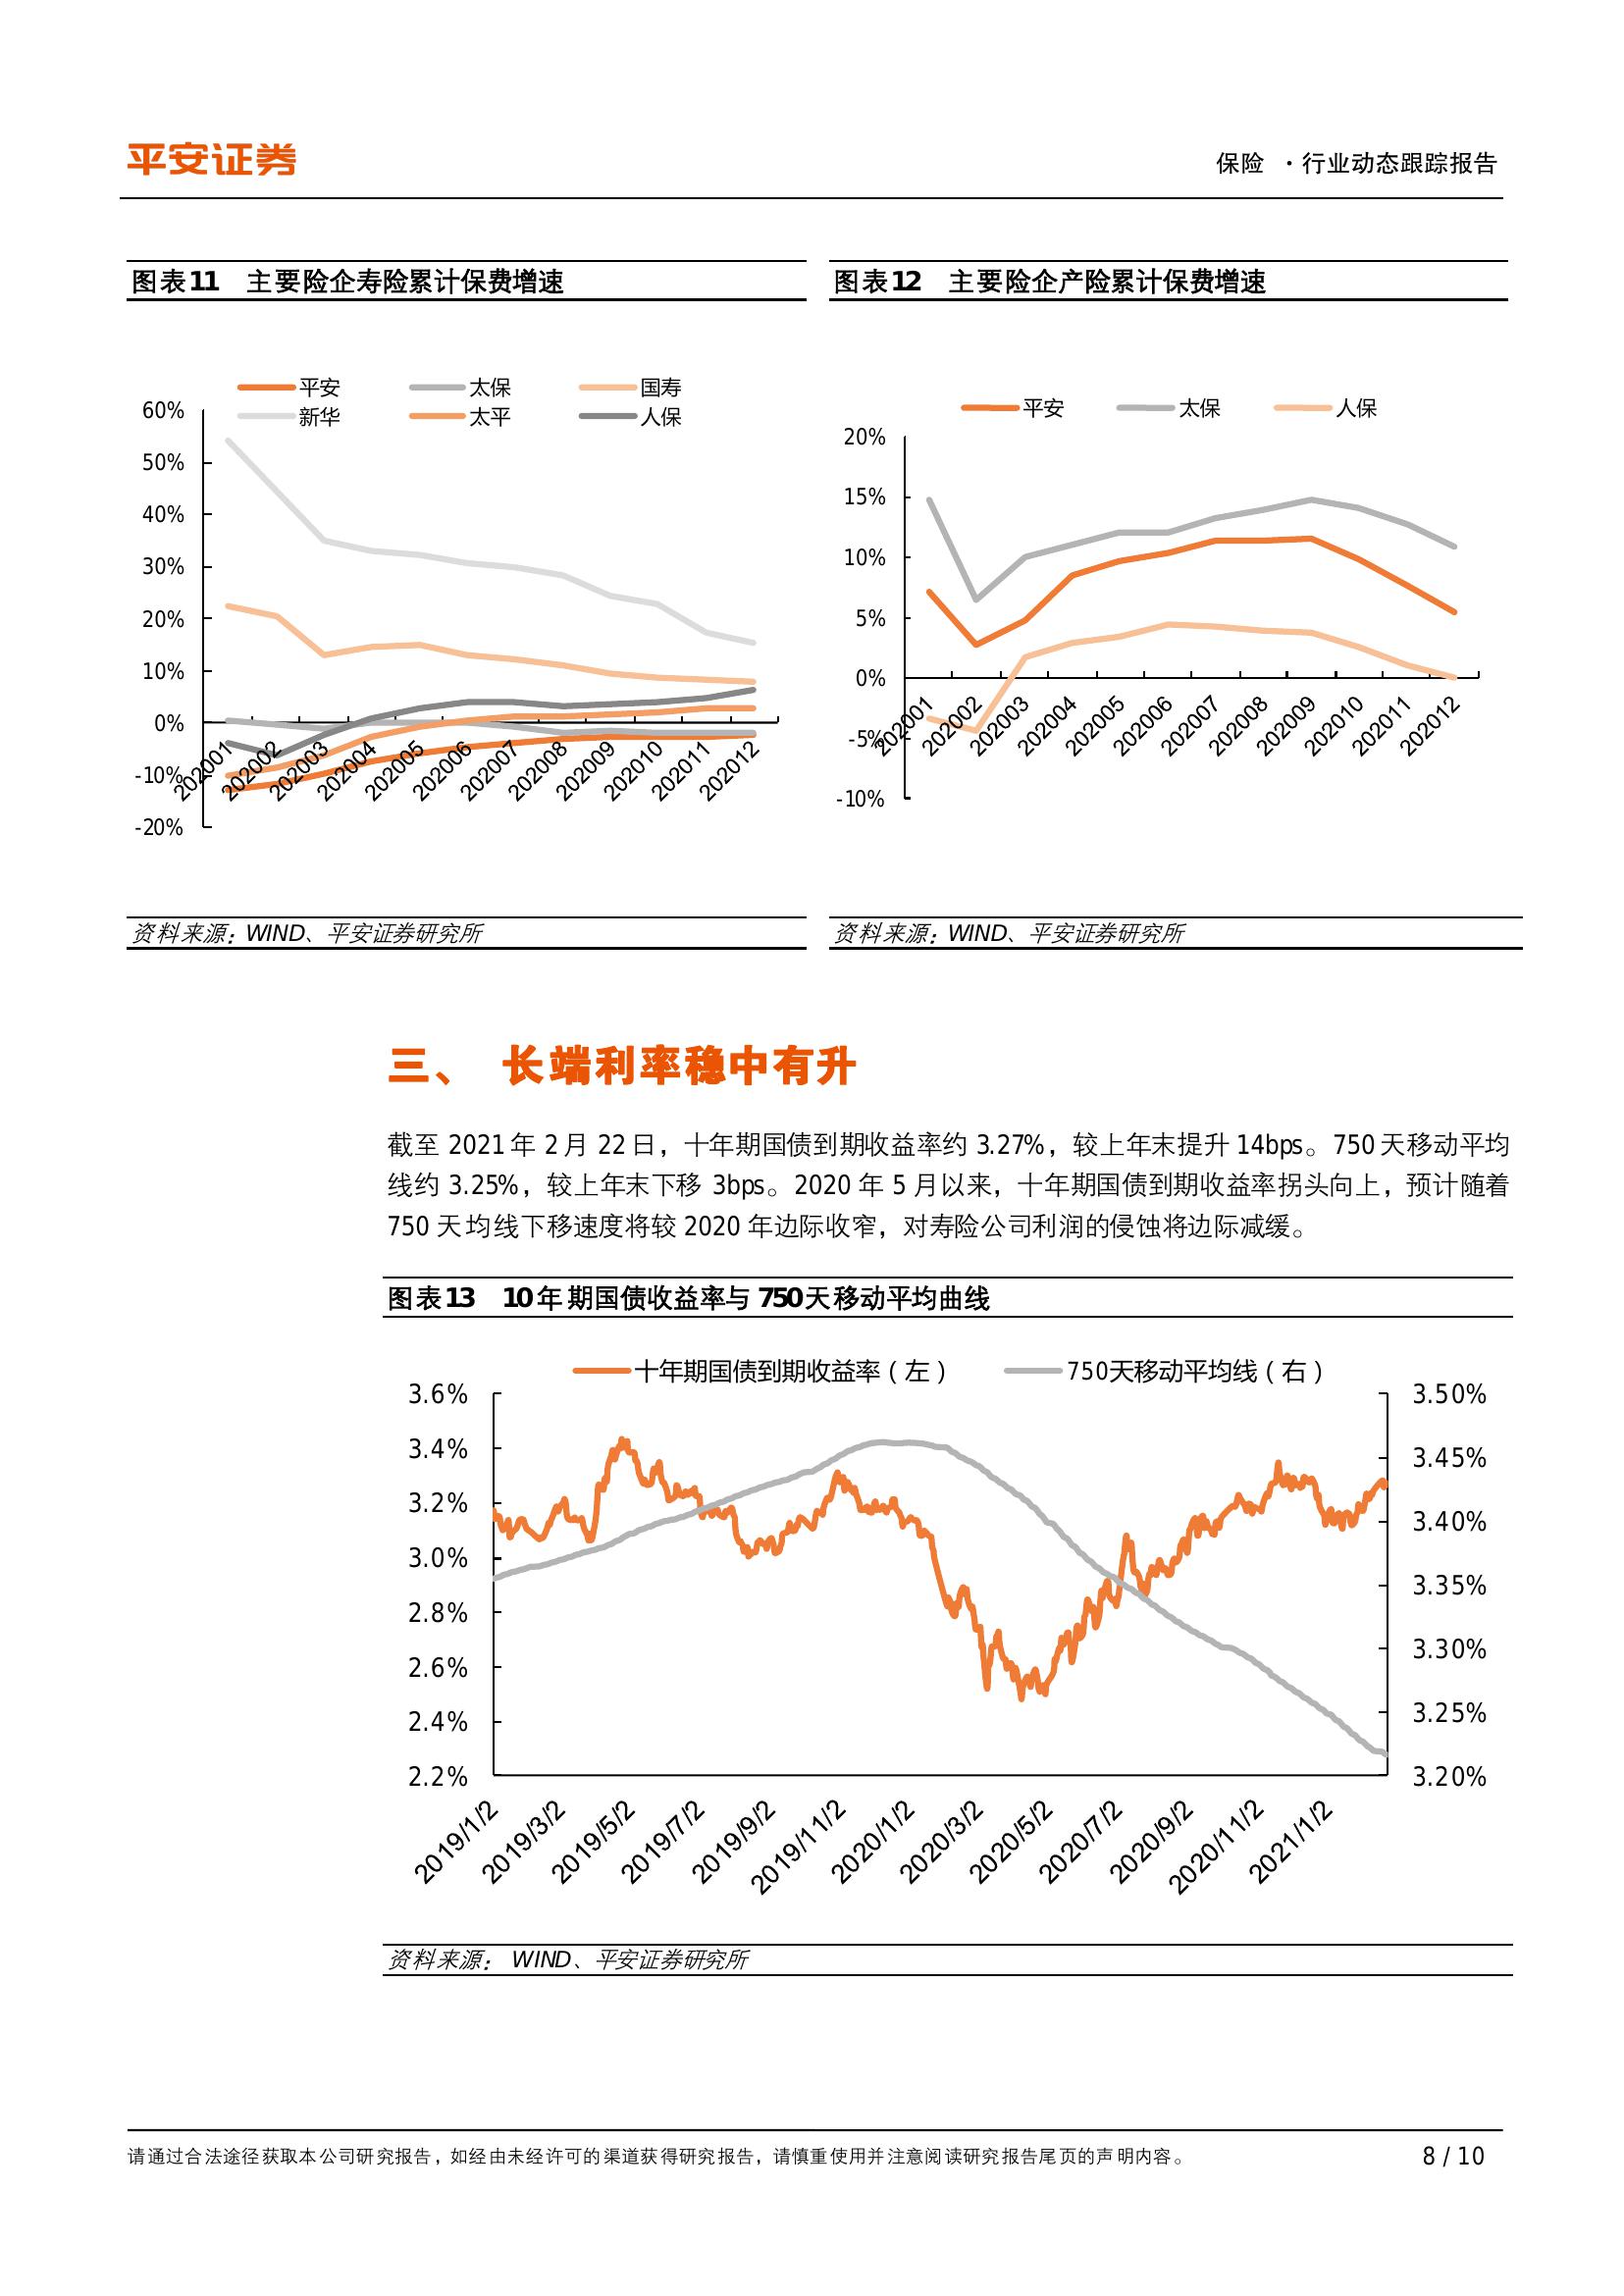 平安证券
保险 ·行业动态跟踪报告
图表11 主要险企寿险累计保费增速
平安 太保 国寿
新华 太平 人保
60%
50%
40%
30%
20%
10%
0%
-10%
-20%
202001 202002 202003 202004 202005 202006 202007 202008 202009 202010 202011 202012
资料来源：WIND、平安证券研究所
图表12 主要险企产险累计保费增速
平安 太保 人保
20%
15%
10%
5%
0%
-5%
-10%
202001 202002 202003 202004 202005 202006 202007 202008 202009 202010 202011 202012
资料来源：WIND、平安证券研究所
三、 长端利率稳中有升
截至 2021 年 2 月 22 日，十年期国债到期收益率约 3.27%，较上年末提升 14bps。750 天移动平均
线约 3.25%，较上年末下移 3bps。2020 年 5 月以来，十年期国债到期收益率拐头向上，预计随着
750 天均线下移速度将较 2020 年边际收窄，对寿险公司利润的侵蚀将边际减缓。
图表13 10年期国债收益率与750天移动平均曲线
十年期国债到期收益率（左） 750天移动平均线（右）
3.6%
3.4%
3.2%
3.0%
2.8%
2.6%
2.4%
2.2%
3.50%
3.45%
3.40%
3.35%
3.30%
3.25%
3.20%
2019/1/2 2019/3/2 2019/5/2 2019/7/2 2019/9/2 2019/11/2 2020/1/2 2020/3/2 2020/5/2 2020/7/2 2020/9/2 2020/11/2 2021/1/2
资料来源： WIND、平安证券研究所
请通过合法途径获取本公司研究报告，如经由未经许可的渠道获得研究报告，请慎重使用并注意阅读研究报告尾页的声明内容。
8 / 10